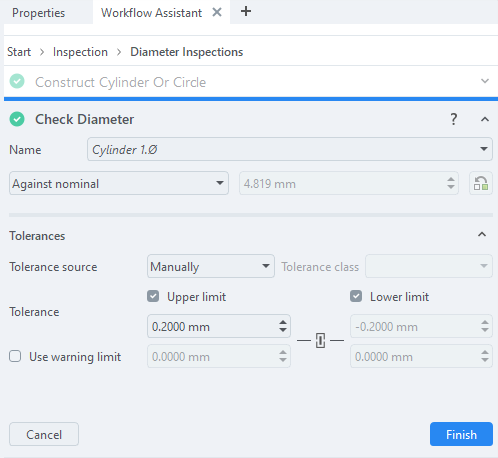 Properties Workflow Assistant
Start > Inspection > Diameter Inspections
Construct Cylinder Or Circle
Check Diameter ?
Name Cylinder 1.Ø
Against nominal 4.819 mm
Tolerances
Tolerance source Manually Tolerance class
Upper limit Lower limit
Tolerance
0.2000 mm -0.2000 mm
Use warning limit 0.0000 mm 0.0000 mm
Cancel Finish